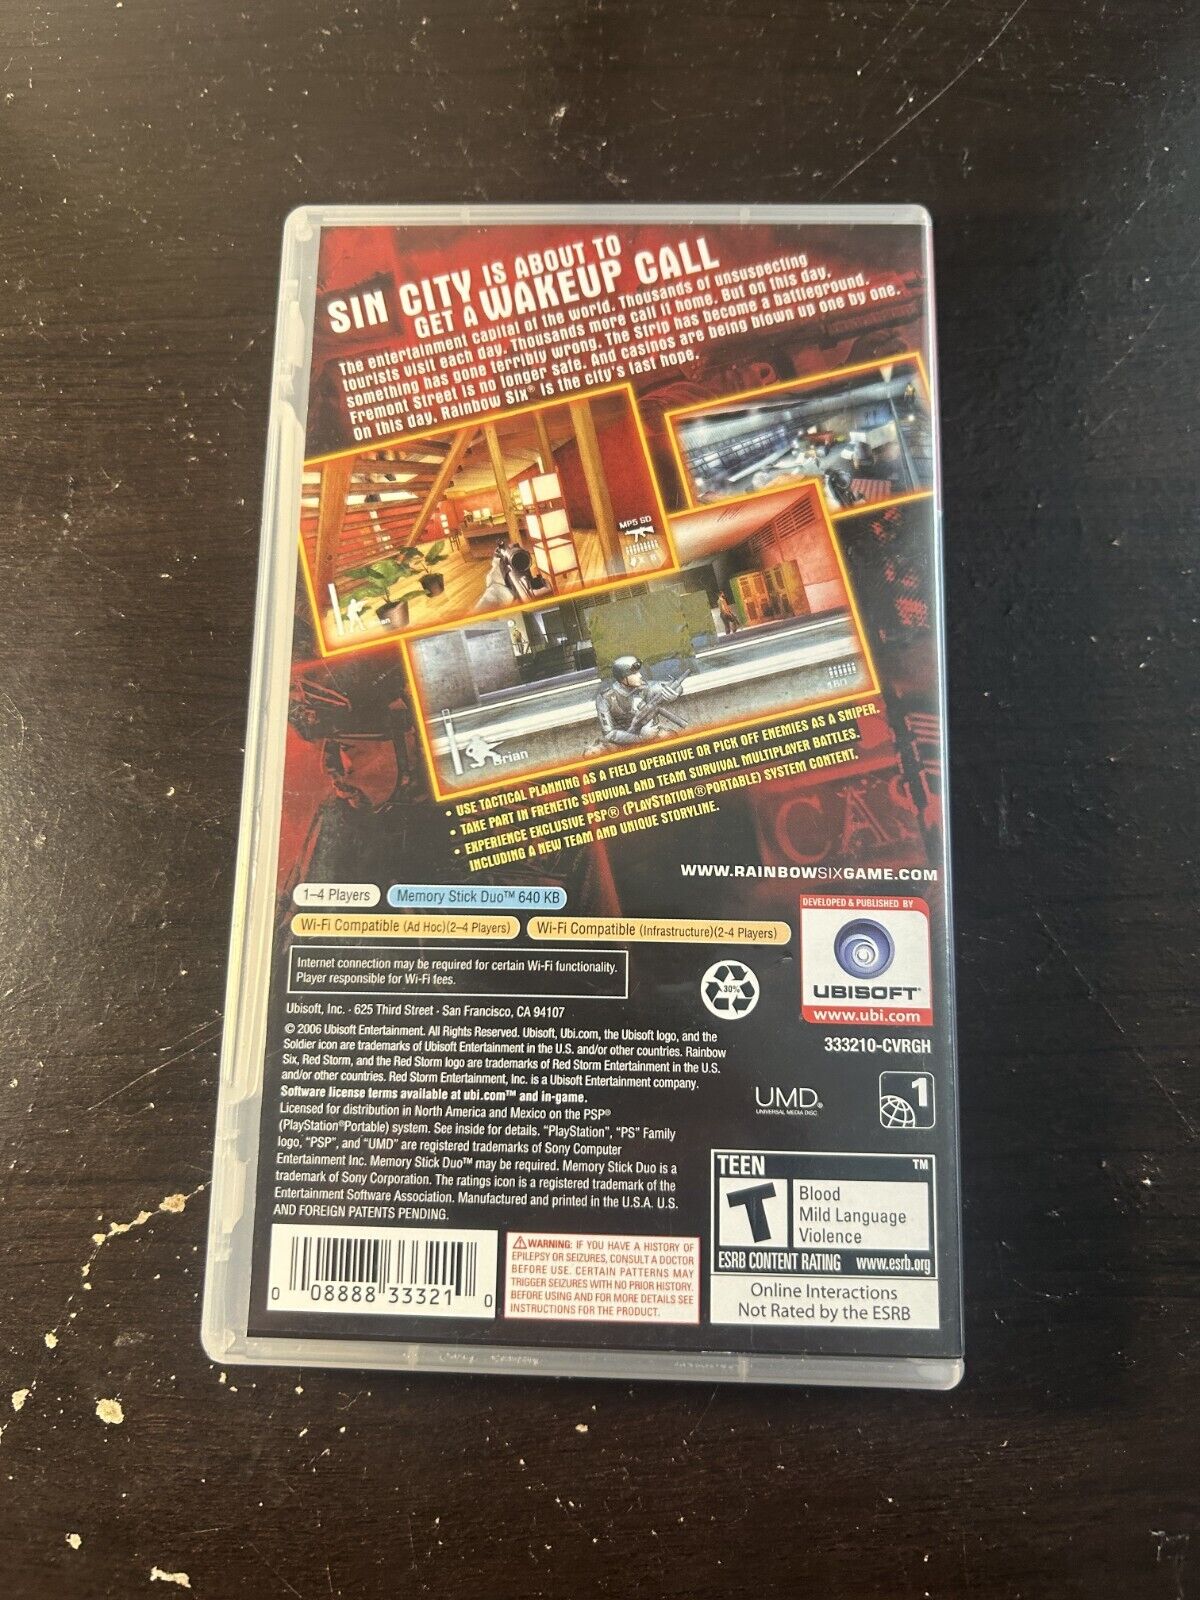 SIN CITY IS ABOUT TO
GET A WAKEUP CALL
The entertainment capital of the world. Thousands of unsuspecting
tourists visit each day. Thousands more call it home. But on this day,
something has gone terribly wrong. The Strip has become a battleground.
Fremont Street is no longer safe. And casinos are being blown up one by one.
On this day, Rainbow Six® is the city's last hope.
MP5 SD
Brian
180
• USE TACTICAL PLANNING AS A FIELD OPERATIVE OR PICK OFF ENEMIES AS A SNIPER.
• TAKE PART IN FRENETIC SURVIVAL AND TEAM SURVIVAL MULTIPLAYER BATTLES.
• EXPERIENCE EXCLUSIVE PSP® (PLAYSTATION®PORTABLE) SYSTEM CONTENT,
INCLUDING A NEW TEAM AND UNIQUE STORYLINE.
CAS
WWW.RAINBOWSIXGAME.COM
1–4 Players
Memory Stick Duo™ 640 KB
Wi-Fi Compatible (Ad Hoc)(2–4 Players)
Wi-Fi Compatible (Infrastructure)(2-4 Players)
Internet connection may be required for certain Wi-Fi functionality.
Player responsible for Wi-Fi fees.
30%
DEVELOPED & PUBLISHED BY
UBISOFT
www.ubi.com
333210-CVRGH
Ubisoft, Inc. · 625 Third Street · San Francisco, CA 94107
© 2006 Ubisoft Entertainment. All Rights Reserved. Ubisoft, Ubi.com, the Ubisoft logo, and the
Soldier icon are trademarks of Ubisoft Entertainment in the U.S. and/or other countries. Rainbow
Six, Red Storm, and the Red Storm logo are trademarks of Red Storm Entertainment in the U.S.
and/or other countries. Red Storm Entertainment, Inc. is a Ubisoft Entertainment company.
Software license terms available at ubi.com™ and in-game.
Licensed for distribution in North America and Mexico on the PSP®
(PlayStation®Portable) system. See inside for details. "PlayStation", "PS" Family
logo, "PSP", and "UMD" are registered trademarks of Sony Computer
Entertainment Inc. Memory Stick Duo™ may be required. Memory Stick Duo is a
trademark of Sony Corporation. The ratings icon is a registered trademark of the
Entertainment Software Association. Manufactured and printed in the U.S.A. U.S.
AND FOREIGN PATENTS PENDING.
UMD®
UNIVERSAL MEDIA DISC
1
TEEN ™
T
Blood
Mild Language
Violence
ESRB CONTENT RATING www.esrb.org
Online Interactions
Not Rated by the ESRB
0 08888 33321 0
WARNING: IF YOU HAVE A HISTORY OF
EPILEPSY OR SEIZURES, CONSULT A DOCTOR
BEFORE USE. CERTAIN PATTERNS MAY
TRIGGER SEIZURES WITH NO PRIOR HISTORY.
BEFORE USING AND FOR MORE DETAILS SEE
INSTRUCTIONS FOR THE PRODUCT.